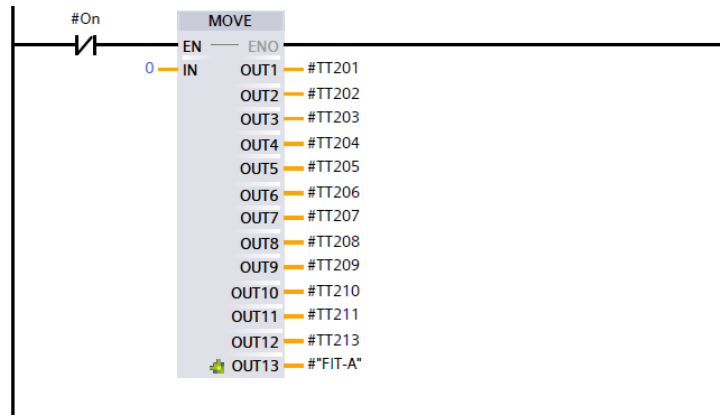 #On
MOVE
EN ENO
0 IN OUT1 #TT201
OUT2 #TT202
OUT3 #TT203
OUT4 #TT204
OUT5 #TT205
OUT6 #TT206
OUT7 #TT207
OUT8 #TT208
OUT9 #TT209
OUT10 #TT210
OUT11 #TT211
OUT12 #TT213
OUT13 #"FIT-A"